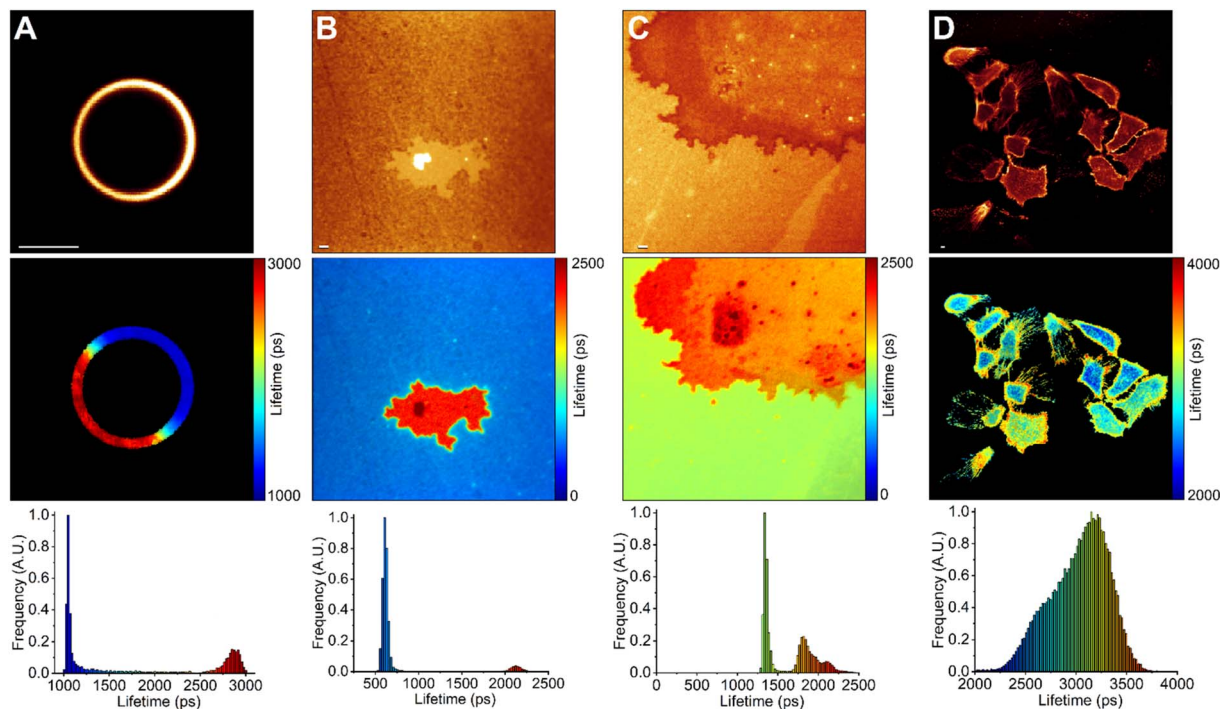 A
B
C
D
3000
Lifetime (ps)
1000
2500
Lifetime (ps)
0
2500
Lifetime (ps)
0
4000
Lifetime (ps)
2000
1.0
0.8
0.6
0.4
0.2
0.0
Frequency (A.U.)
1000 1500 2000 2500 3000
Lifetime (ps)
1.0
0.8
0.6
0.4
0.2
0.0
Frequency (A.U.)
500 1000 1500 2000 2500
Lifetime (ps)
1.0
0.8
0.6
0.4
0.2
0.0
Frequency (A.U.)
0 500 1000 1500 2000 2500
Lifetime (ps)
1.0
0.8
0.6
0.4
0.2
0.0
Frequency (A.U.)
2000 2500 3000 3500 4000
Lifetime (ps)